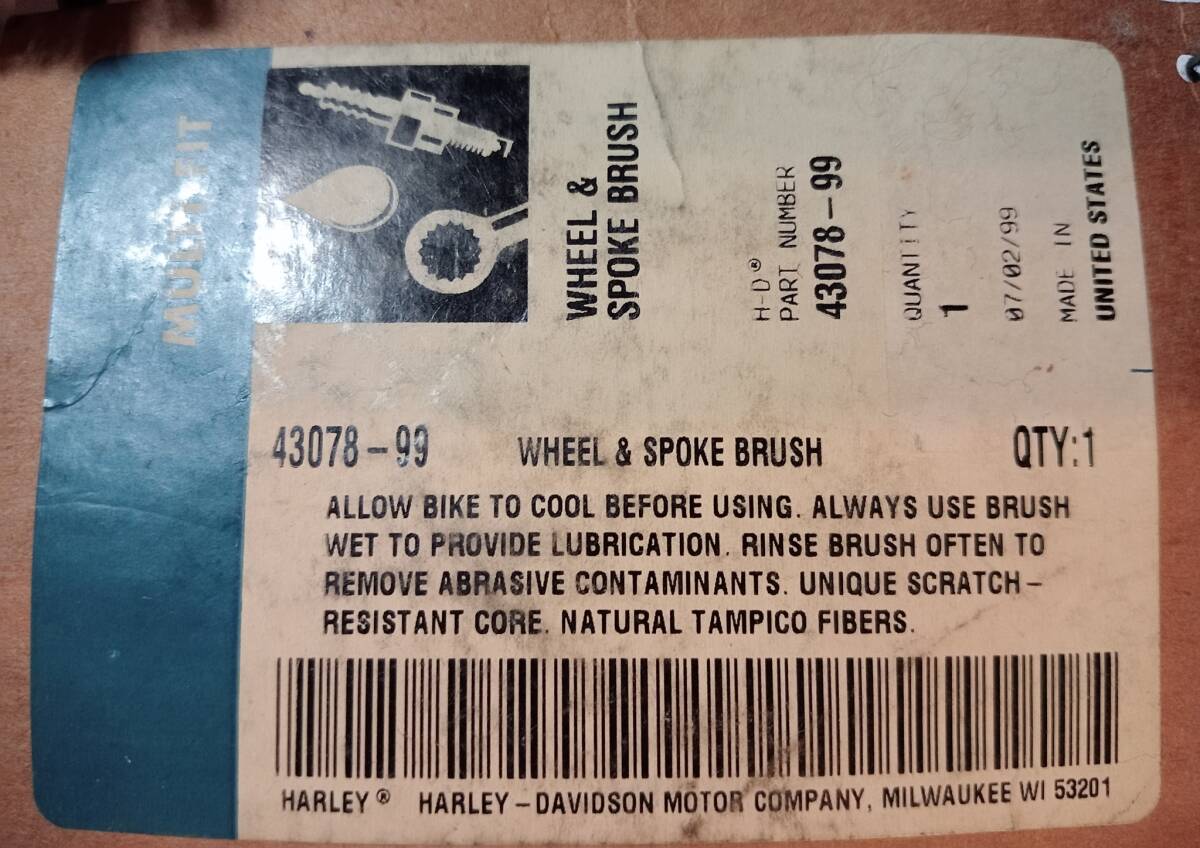 MULTI-FIT
WHEEL &
SPOKE BRUSH
H-D®
PART NUMBER
43078-99
QUANTITY
1
07/02/99
MADE IN
UNITED STATES
43078-99 WHEEL & SPOKE BRUSH QTY:1
ALLOW BIKE TO COOL BEFORE USING. ALWAYS USE BRUSH
WET TO PROVIDE LUBRICATION. RINSE BRUSH OFTEN TO
REMOVE ABRASIVE CONTAMINANTS. UNIQUE SCRATCH-
RESISTANT CORE. NATURAL TAMPICO FIBERS.
HARLEY® HARLEY-DAVIDSON MOTOR COMPANY, MILWAUKEE WI 53201